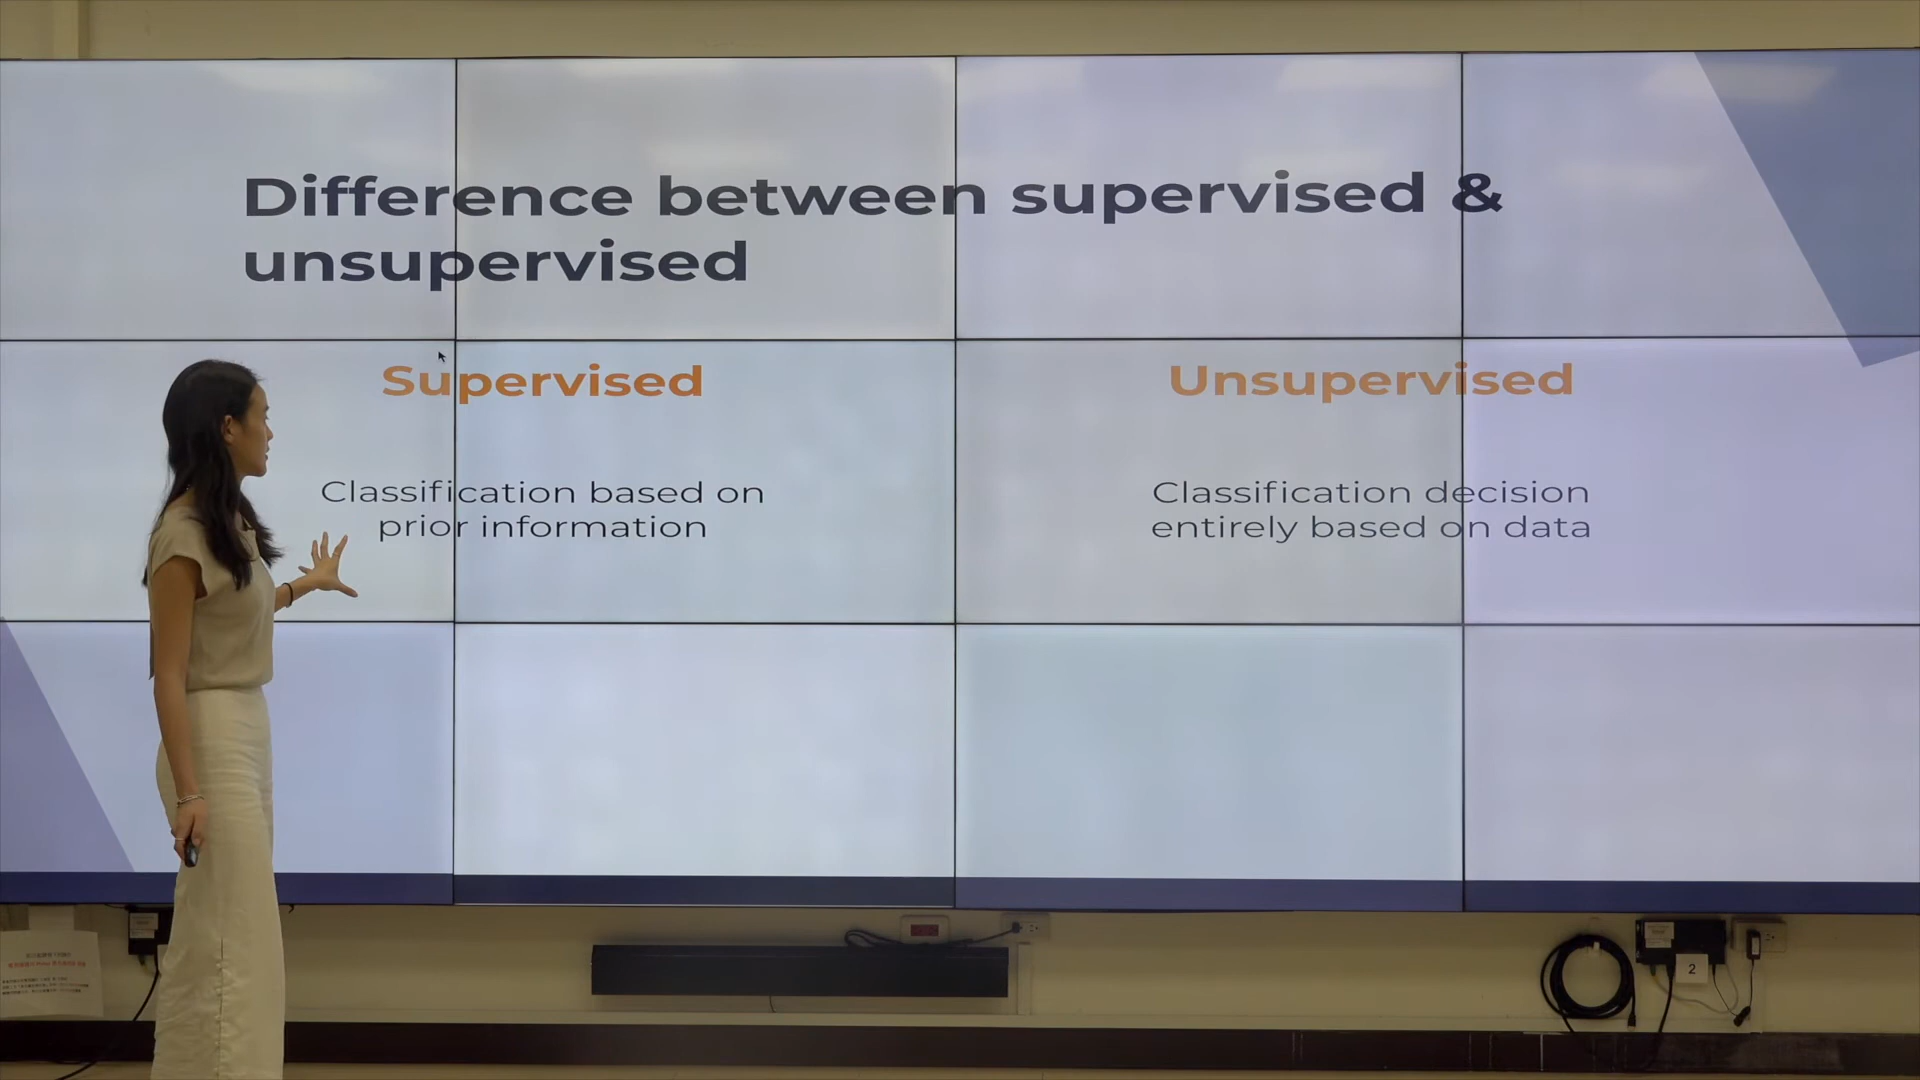 Difference between supervised &
unsupervised
Supervised
Unsupervised
Classification based on
prior information
Classification decision
entirely based on data
2